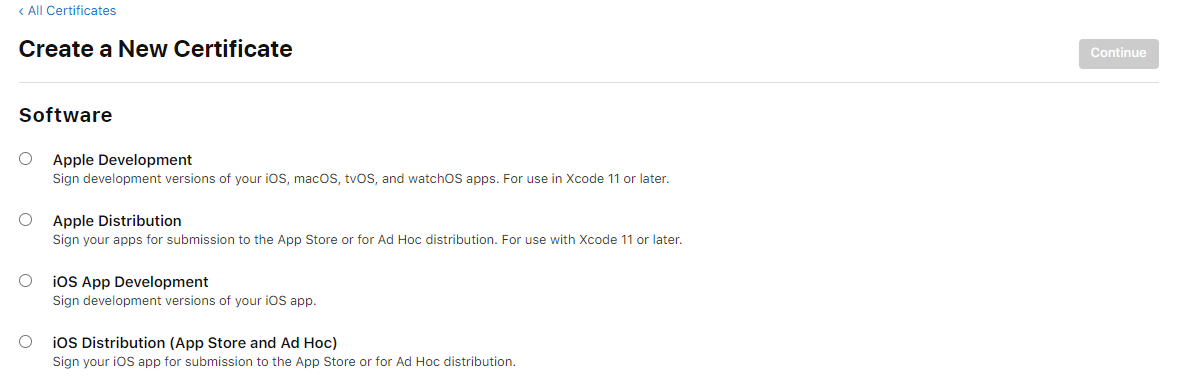 ‹ All Certificates
Create a New Certificate
Continue
Software
Apple Development
Sign development versions of your iOS, macOS, tvOS, and watchOS apps. For use in Xcode 11 or later.
Apple Distribution
Sign your apps for submission to the App Store or for Ad Hoc distribution. For use with Xcode 11 or later.
iOS App Development
Sign development versions of your iOS app.
iOS Distribution (App Store and Ad Hoc)
Sign your iOS app for submission to the App Store or for Ad Hoc distribution.